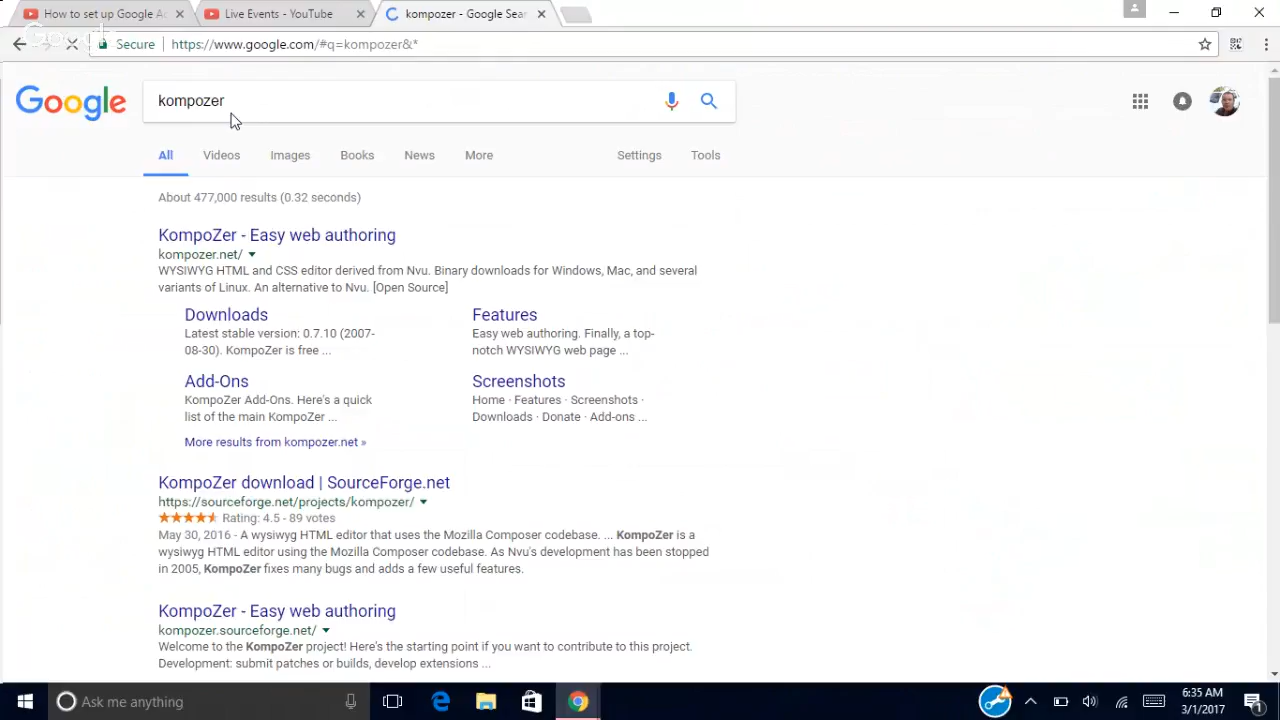 How to set up Google Ac
Live Events - YouTube
kompozer - Google Sear
Secure
https://www.google.com/#q=kompozer&*
Google
kompozer
All
Videos
Images
Books
News
More
Settings
Tools
About 477,000 results (0.32 seconds)
KompoZer - Easy web authoring
kompozer.net/
WYSIWYG HTML and CSS editor derived from Nvu. Binary downloads for Windows, Mac, and several
variants of Linux. An alternative to Nvu. [Open Source]
Downloads
Latest stable version: 0.7.10 (2007-
08-30). KompoZer is free ...
Features
Easy web authoring. Finally, a top-
notch WYSIWYG web page ...
Add-Ons
KompoZer Add-Ons. Here's a quick
list of the main KompoZer ...
Screenshots
Home · Features · Screenshots ·
Downloads · Donate · Add-ons ...
More results from kompozer.net »
KompoZer download | SourceForge.net
https://sourceforge.net/projects/kompozer/
Rating: 4.5 - 89 votes
May 30, 2016 - A wysiwyg HTML editor that uses the Mozilla Composer codebase. ... KompoZer is a
wysiwyg HTML editor using the Mozilla Composer codebase. As Nvu's development has been stopped
in 2005, KompoZer fixes many bugs and adds a few useful features.
KompoZer - Easy web authoring
kompozer.sourceforge.net/
Welcome to the KompoZer project! Here's the starting point if you want to contribute to this project.
Development: submit patches or builds, develop extensions ...
Ask me anything
6:35 AM
3/1/2017
1